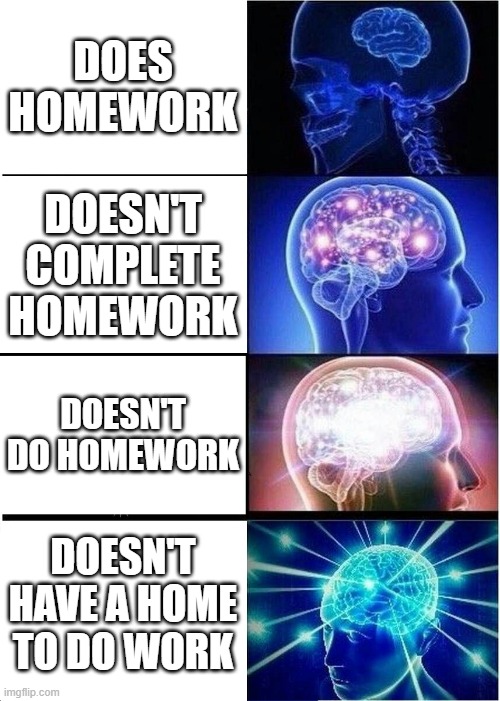 DOES
HOMEWORK
DOESN'T
COMPLETE
HOMEWORK
DOESN'T
DO HOMEWORK
DOESN'T
HAVE A HOME
TO DO WORK
imgflip.com